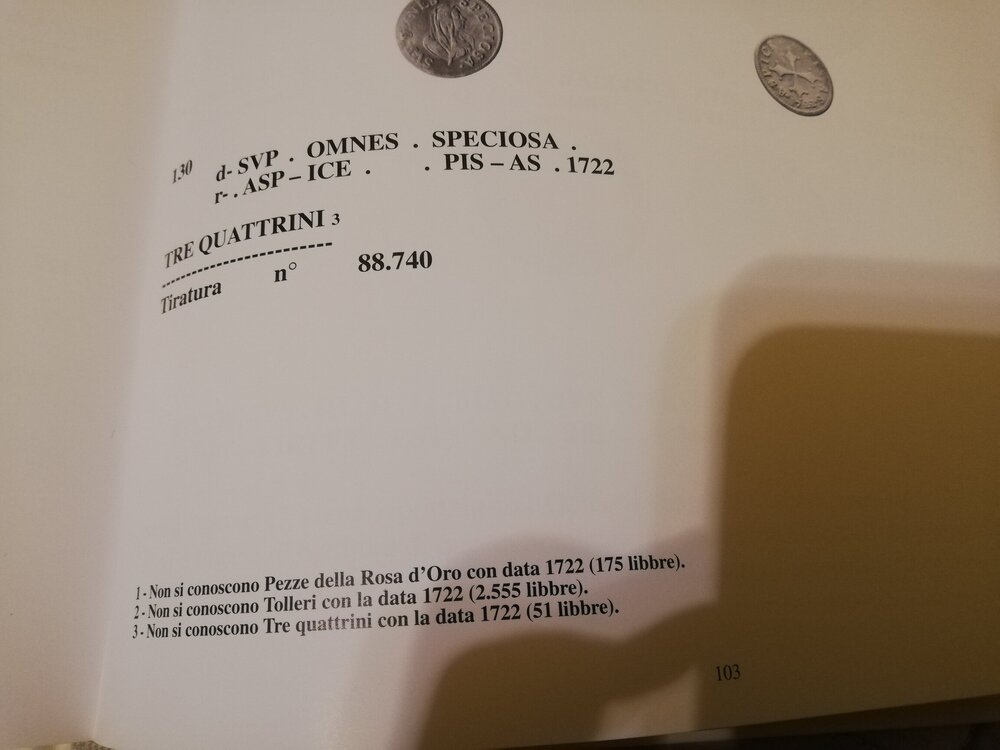 SPECIOSA.
130 d- SVP . OMNES . SPECIOSA .
r- . ASP – ICE . . PIS – AS . 1722
TRE QUATTRINI 3
Tiratura n° 88.740
1 - Non si conoscono Pezze della Rosa d'Oro con data 1722 (175 libbre).
2 - Non si conoscono Tolleri con la data 1722 (2.555 libbre).
3 - Non si conoscono Tre quattrini con la data 1722 (51 libbre).
103